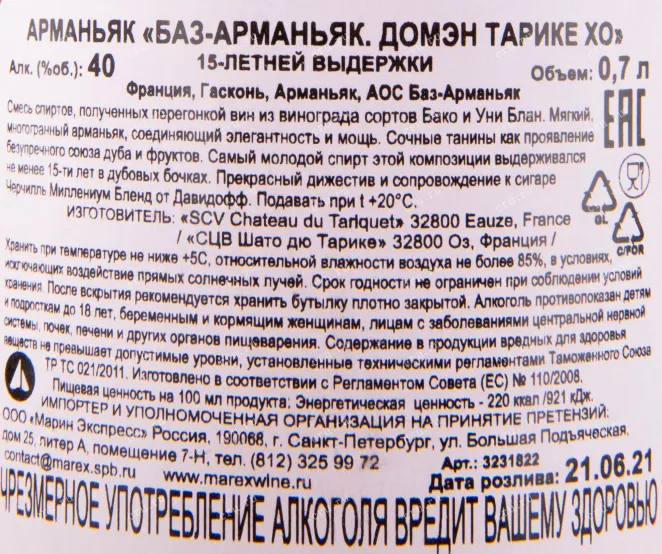 АРМАНЬЯК «БАЗ-АРМАНЬЯК. ДОМЭН ТАРИКЕ ХО»
Алк. (%об.): 40 15-ЛЕТНЕЙ ВЫДЕРЖКИ Объем: 0,7 л
Франция, Гасконь, Арманьяк, АОС Баз-Арманьяк
Смесь спиртов, полученных перегонкой вин из винограда сортов Бако и Уни Блан. Мягкий,
многогранный арманьяк, соединяющий элегантность и мощь. Сочные танины как проявление
безупречного союза дуба и фруктов. Самый молодой спирт этой композиции выдерживался
не менее 15-ти лет в дубовых бочках. Прекрасный дижестив и сопровождение к сигаре
Черчилль Миллениум Бленд от Давидофф. Подавать при t +20°C.
EAC
GL
C/FOR
ИЗГОТОВИТЕЛЬ: «SCV Chateau du Tariquet» 32800 Eauze, France
/ «СЦВ Шато дю Тарике» 32800 Оз, Франция /
Хранить при температуре не ниже +5С, относительной влажности воздуха не более 85%, в условиях,
исключающих воздействие прямых солнечных лучей. Срок годности не ограничен при соблюдении условий
хранения. После вскрытия рекомендуется хранить бутылку плотно закрытой. Алкоголь противопоказан детям
и подросткам до 18 лет, беременным и кормящим женщинам, лицам с заболеваниями центральной нервной
системы, почек, печени и других органов пищеварения. Содержание в продукции вредных для здоровья
веществ не превышает допустимые уровни, установленные техническими регламентами Таможенного Союза
ТР ТС 021/2011. Изготовлено в соответствии с Регламентом Совета (ЕС) № 110/2008.
Пищевая ценность на 100 мл продукта; Энергетическая ценность - 220 ккал /921 кДж.
ИМПОРТЕР И УПОЛНОМОЧЕННАЯ ОРГАНИЗАЦИЯ НА ПРИНЯТИЕ ПРЕТЕНЗИЙ:
ООО «Марин Экспресс» Россия, 190068, г. Санкт-Петербург, ул. Большая Подъяческая,
дом 25, литер А, помещение 7-Н, тел. (812) 325 99 72 Арт.: 3231822
contact@marex.spb.ru www.marexwine.ru Дата розлива: 21.06.21
ЧРЕЗМЕРНОЕ УПОТРЕБЛЕНИЕ АЛКОГОЛЯ ВРЕДИТ ВАШЕМУ ЗДОРОВЬЮ